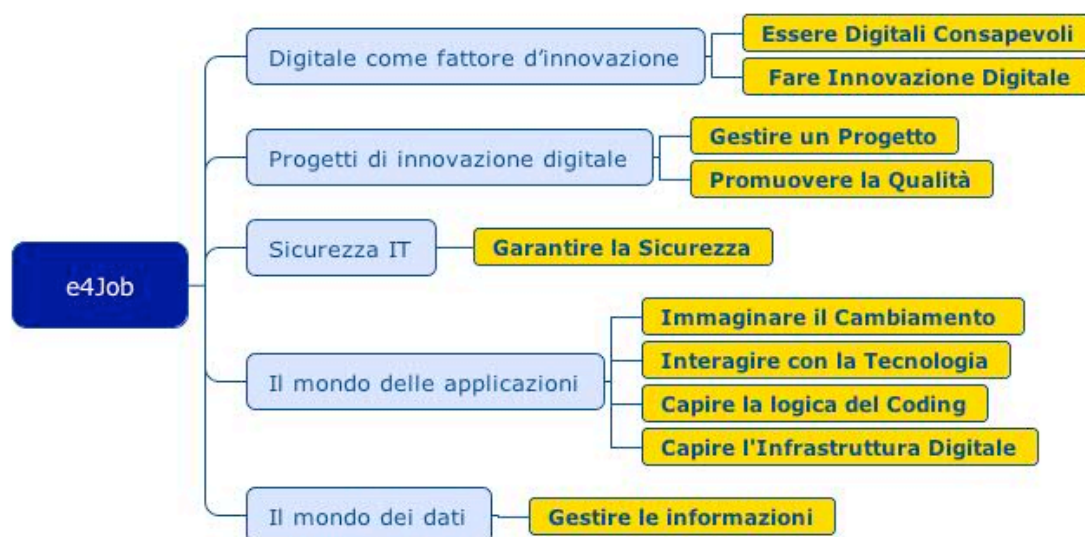 e4Job
Digitale come fattore d'innovazione
Essere Digitali Consapevoli
Fare Innovazione Digitale
Progetti di innovazione digitale
Gestire un Progetto
Promuovere la Qualità
Sicurezza IT
Garantire la Sicurezza
Il mondo delle applicazioni
Immaginare il Cambiamento
Interagire con la Tecnologia
Capire la logica del Coding
Capire l'Infrastruttura Digitale
Il mondo dei dati
Gestire le informazioni